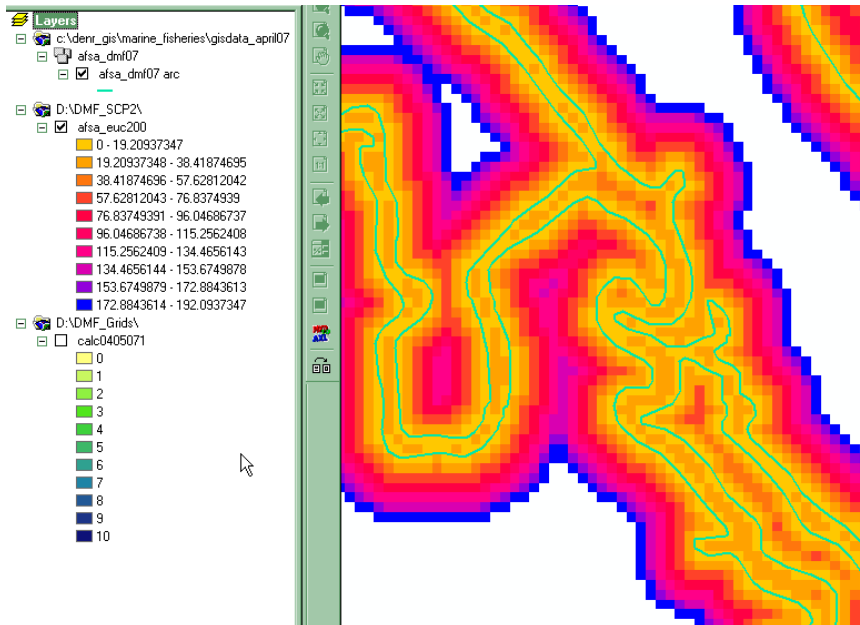 Layers
c:\denr_gis\marine_fisheries\gisdata_april07
afsa_dmf07
afsa_dmf07 arc
D:\DMF_SCP2\
afsa_euc200
0 - 19.20937347
19.20937348 - 38.41874695
38.41874696 - 57.62812042
57.62812043 - 76.8374939
76.83749391 - 96.04686737
96.04686738 - 115.2562408
115.2562409 - 134.4656143
134.4656144 - 153.6749878
153.6749879 - 172.8843613
172.8843614 - 192.0937347
D:\DMF_Grids\
calc0405071
0
1
2
3
4
5
6
7
8
9
10